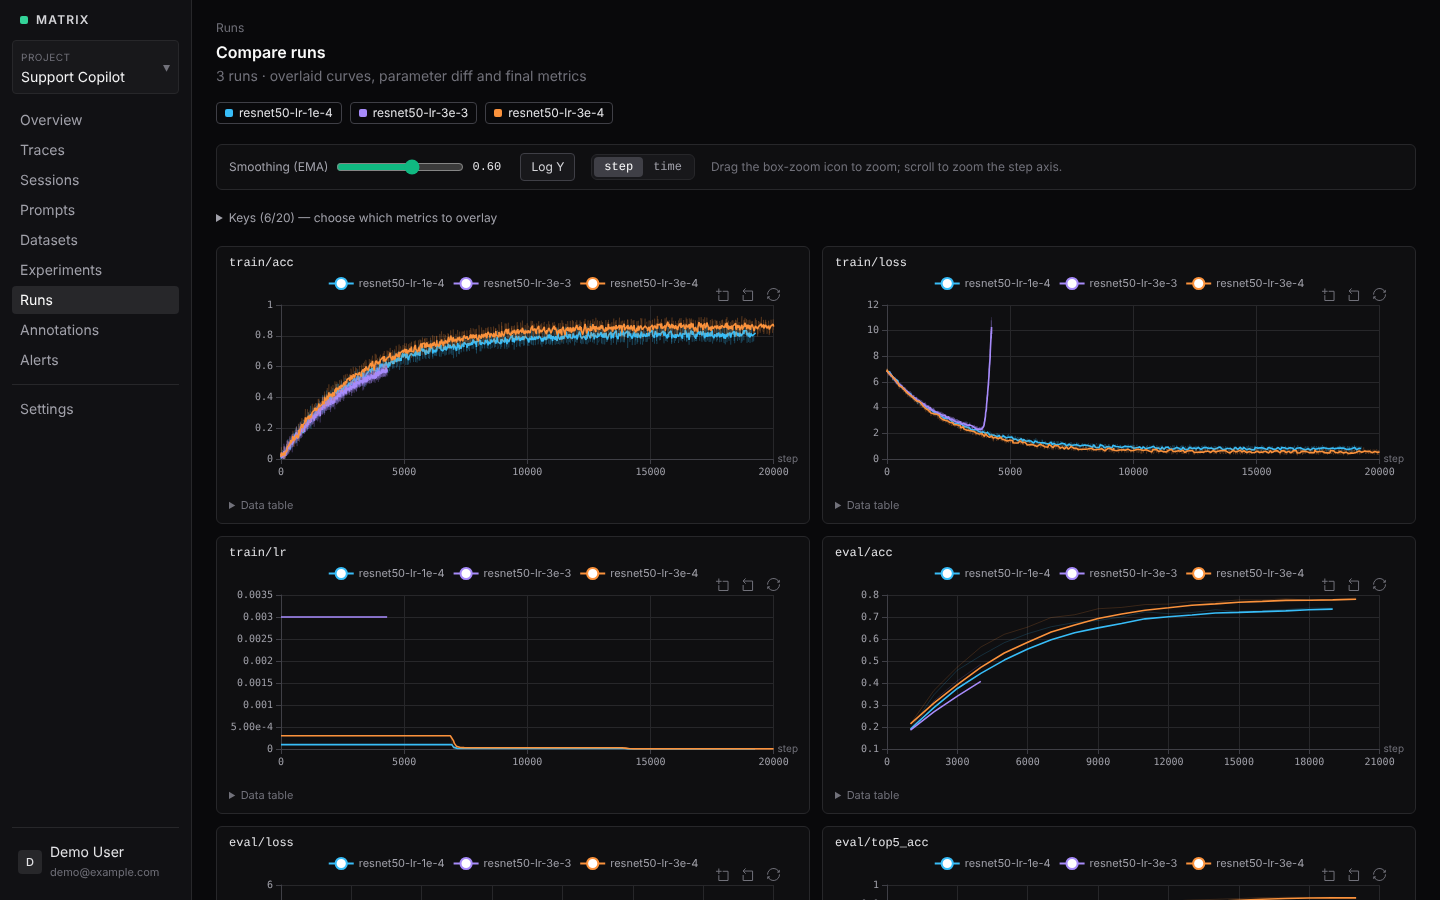 MATRIX
PROJECT
Support Copilot
Overview
Traces
Sessions
Prompts
Datasets
Experiments
Runs
Annotations
Alerts
Settings
D
Demo User
demo@example.com
Runs
Compare runs
3 runs · overlaid curves, parameter diff and final metrics
resnet50-lr-1e-4 resnet50-lr-3e-3 resnet50-lr-3e-4
Smoothing (EMA) 0.60 Log Y step time Drag the box-zoom icon to zoom; scroll to zoom the step axis.
Keys (6/20) — choose which metrics to overlay
train/acc
resnet50-lr-1e-4 resnet50-lr-3e-3 resnet50-lr-3e-4
1
0.8
0.6
0.4
0.2
0
step
0 5000 10000 15000 20000
Data table
train/loss
resnet50-lr-1e-4 resnet50-lr-3e-3 resnet50-lr-3e-4
12
10
8
6
4
2
0
step
0 5000 10000 15000 20000
Data table
train/lr
resnet50-lr-1e-4 resnet50-lr-3e-3 resnet50-lr-3e-4
0.0035
0.003
0.0025
0.002
0.0015
0.001
5.00e-4
0
step
0 5000 10000 15000 20000
Data table
eval/acc
resnet50-lr-1e-4 resnet50-lr-3e-3 resnet50-lr-3e-4
0.8
0.7
0.6
0.5
0.4
0.3
0.2
0.1
step
0 3000 6000 9000 12000 15000 18000 21000
Data table
eval/loss
resnet50-lr-1e-4 resnet50-lr-3e-3 resnet50-lr-3e-4
6
eval/top5_acc
resnet50-lr-1e-4 resnet50-lr-3e-3 resnet50-lr-3e-4
1